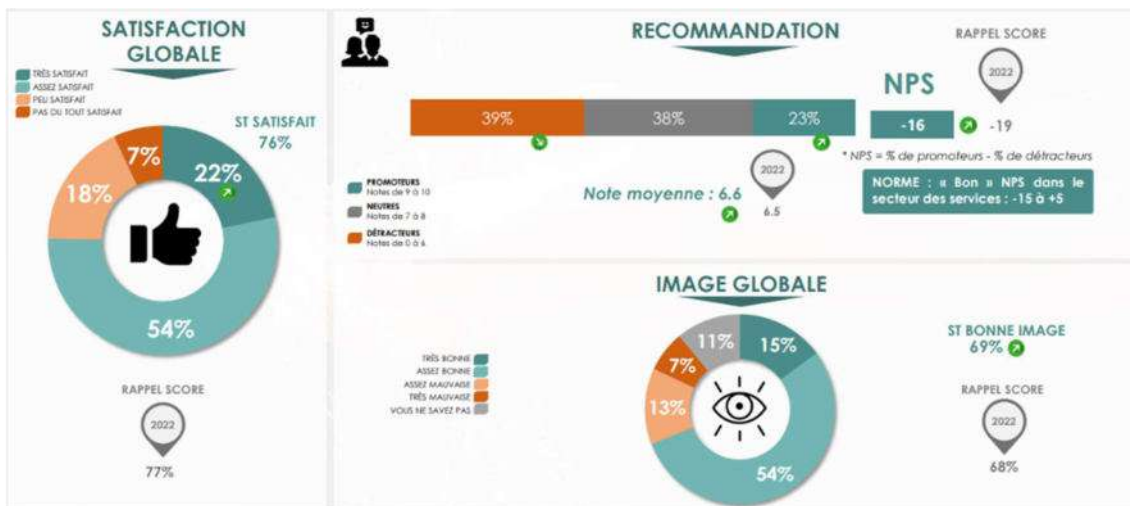 SATISFACTION
GLOBALE
TRÈS SATISFAIT
ASSEZ SATISFAIT
PEU SATISFAIT
PAS DU TOUT SATISFAIT
ST SATISFAIT
76%
7%
22%
18%
54%
RAPPEL SCORE
2022
77%
RECOMMANDATION
RAPPEL SCORE
2022
NPS
39%
38%
23%
-16
-19
* NPS = % de promoteurs - % de détracteurs
2022
Note moyenne : 6.6
6.5
NORME : « Bon » NPS dans le
secteur des services : -15 à +5
PROMOTEURS
Notes de 9 à 10
NEUTRES
Notes de 7 à 8
DÉTRACTEURS
Notes de 0 à 6
IMAGE GLOBALE
TRÈS BONNE
ASSEZ BONNE
ASSEZ MAUVAISE
TRÈS MAUVAISE
VOUS NE SAVEZ PAS
11%
15%
7%
13%
54%
ST BONNE IMAGE
69%
RAPPEL SCORE
2022
68%